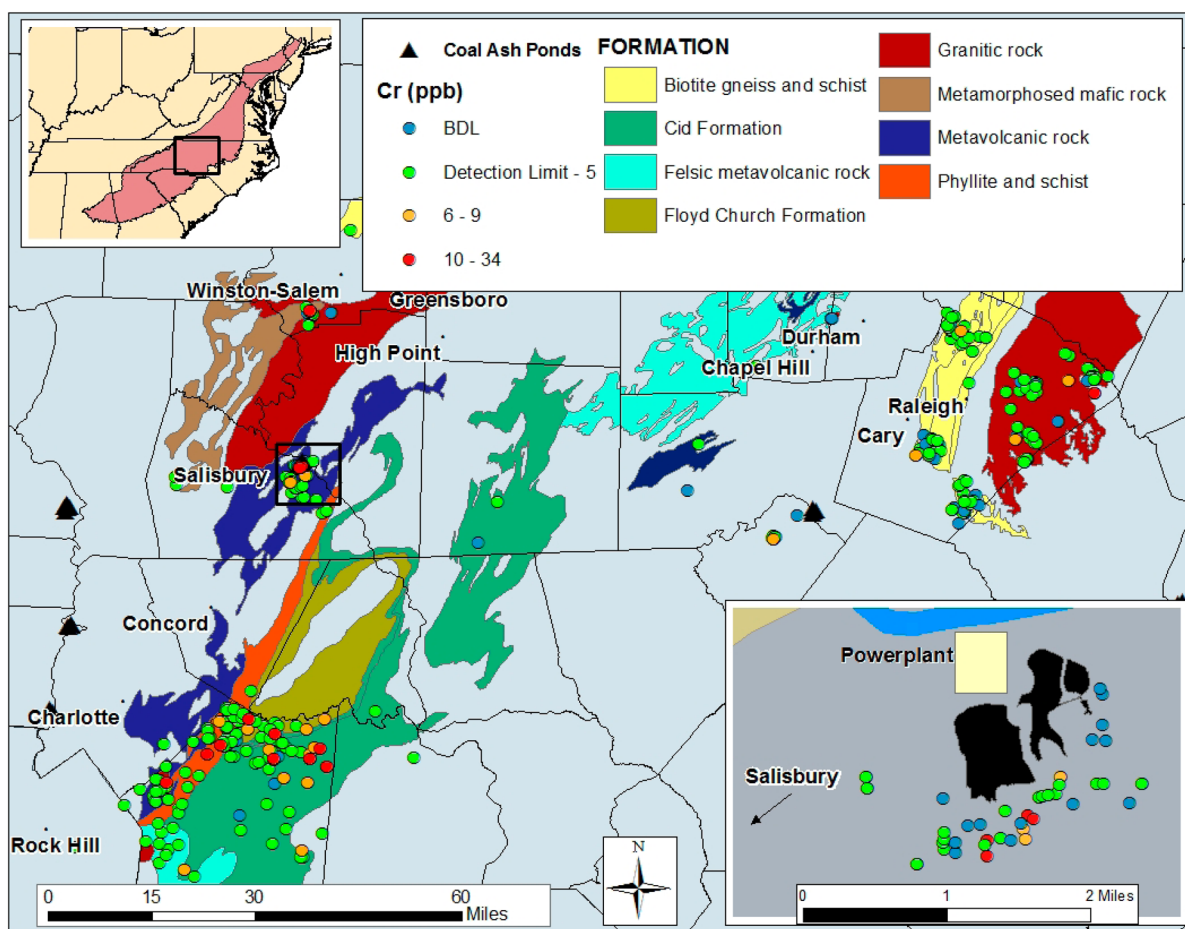 Coal Ash Ponds
Cr (ppb)
BDL
Detection Limit - 5
6 - 9
10 - 34
FORMATION
Biotite gneiss and schist
Cid Formation
Felsic metavolcanic rock
Floyd Church Formation
Granitic rock
Metamorphosed mafic rock
Metavolcanic rock
Phyllite and schist
Winston-Salem
Greensboro
High Point
Durham
Chapel Hill
Raleigh
Cary
Salisbury
Concord
Charlotte
Rock Hill
N
0 15 30 60
Miles
Powerplant
Salisbury
0 1 2 Miles